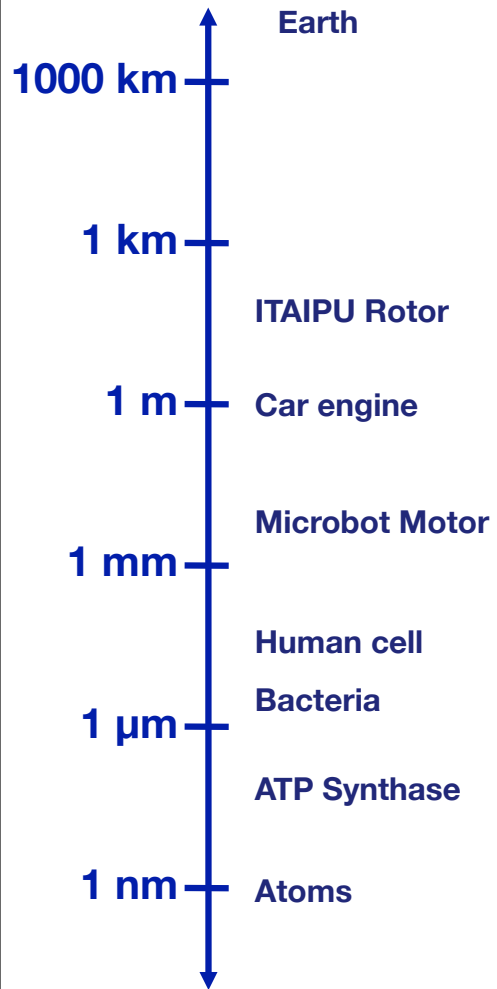 Earth
1000 km
1 km
ITAIPU Rotor
1 m
Car engine
Microbot Motor
1 mm
Human cell
Bacteria
1 µm
ATP Synthase
1 nm
Atoms